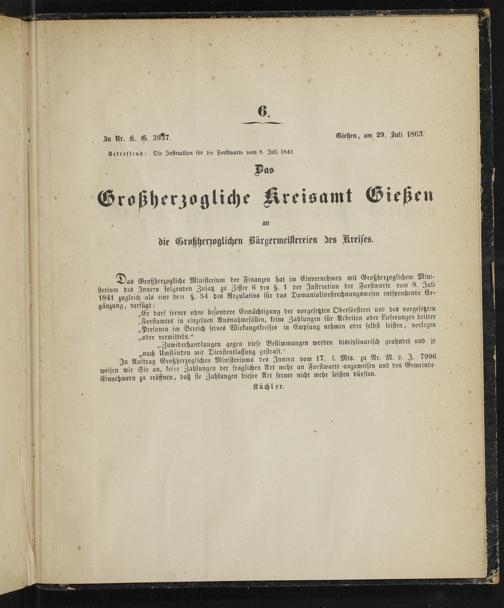 6.
Zu Nr. K. G. 3937.
Gießen, am 29. Juli 1863.
Betreffend: Die Instruction für die Forstwarte vom 8. Juli 1841.
Das
Großherzogliche Kreisamt Gießen
an
die Großherzoglichen Bürgermeistereien des Kreises.
Das Großherzogliche Ministerium der Finanzen hat im Einvernehmen mit Großherzoglichem Mini-
sterium des Innern folgenden Zusatz zu Ziffer 6 des §. 1 der Instruction der Forstwarte vom 8. Juli
1841 zugleich als eine dem §. 54 des Regulativs für das Domanialforstrechnungswesen entsprechende Er-
gänzung, verfügt:
„Er darf ferner ohne besondere Ermächtigung der vorgesetzten Oberförsterei und des vorgesetzten
„Forstamtes in einzelnen Ausnahmefällen, keine Zahlungen für Arbeiten oder Lieferungen dritter
„Personen im Bereich seines Wirkungskreises in Empfang nehmen oder selbst leisten, vorlegen
„oder vermitteln.“
„Zuwiderhandlungen gegen diese Bestimmungen werden disciplinarisch geahndet und je
„nach Umständen mit Dienstentlassung gestraft.“
In Auftrag Großherzoglichen Ministeriums des Innern vom 17. l. Mts. zu Nr. M. d. J. 7996
weisen wir Sie an, keine Zahlungen der fraglichen Art mehr an Forstwarte anzuweisen und den Gemeinde-
Einnehmern zu eröffnen, daß sie Zahlungen dieser Art ferner nicht mehr leisten dürften.
Küchler.